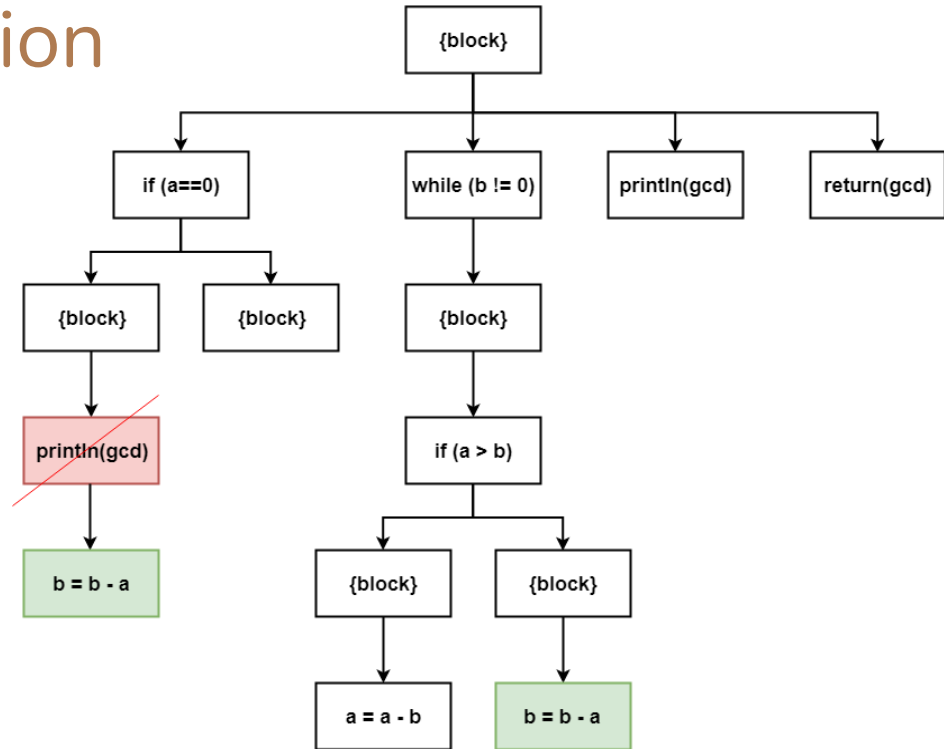 ion
{block}
if (a==0)
while (b != 0)
println(gcd)
return(gcd)
{block}
{block}
{block}
println(gcd)
if (a > b)
b = b - a
{block}
{block}
a = a - b
b = b - a